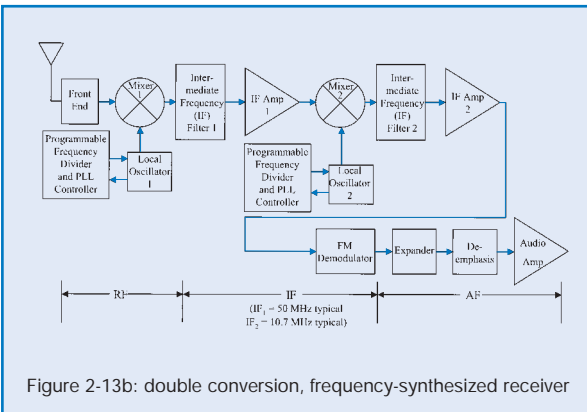 Front
End
Mixer
1
Inter-
mediate
Frequency
(IF)
Filter 1
IF Amp
1
Mixer
2
Inter-
mediate
Frequency
(IF)
Filter 2
IF Amp
2
Programmable
Frequency
Divider
and PLL
Controller
Local
Oscillator
1
Programmable
Frequency
Divider
and PLL
Controller
Local
Oscillator
2
FM
Demodulator
Expander
De-
emphasis
Audio
Amp
RF
IF
(IF1 = 50 MHz typical
IF2 = 10.7 MHz typical)
AF
Figure 2-13b: double conversion, frequency-synthesized receiver